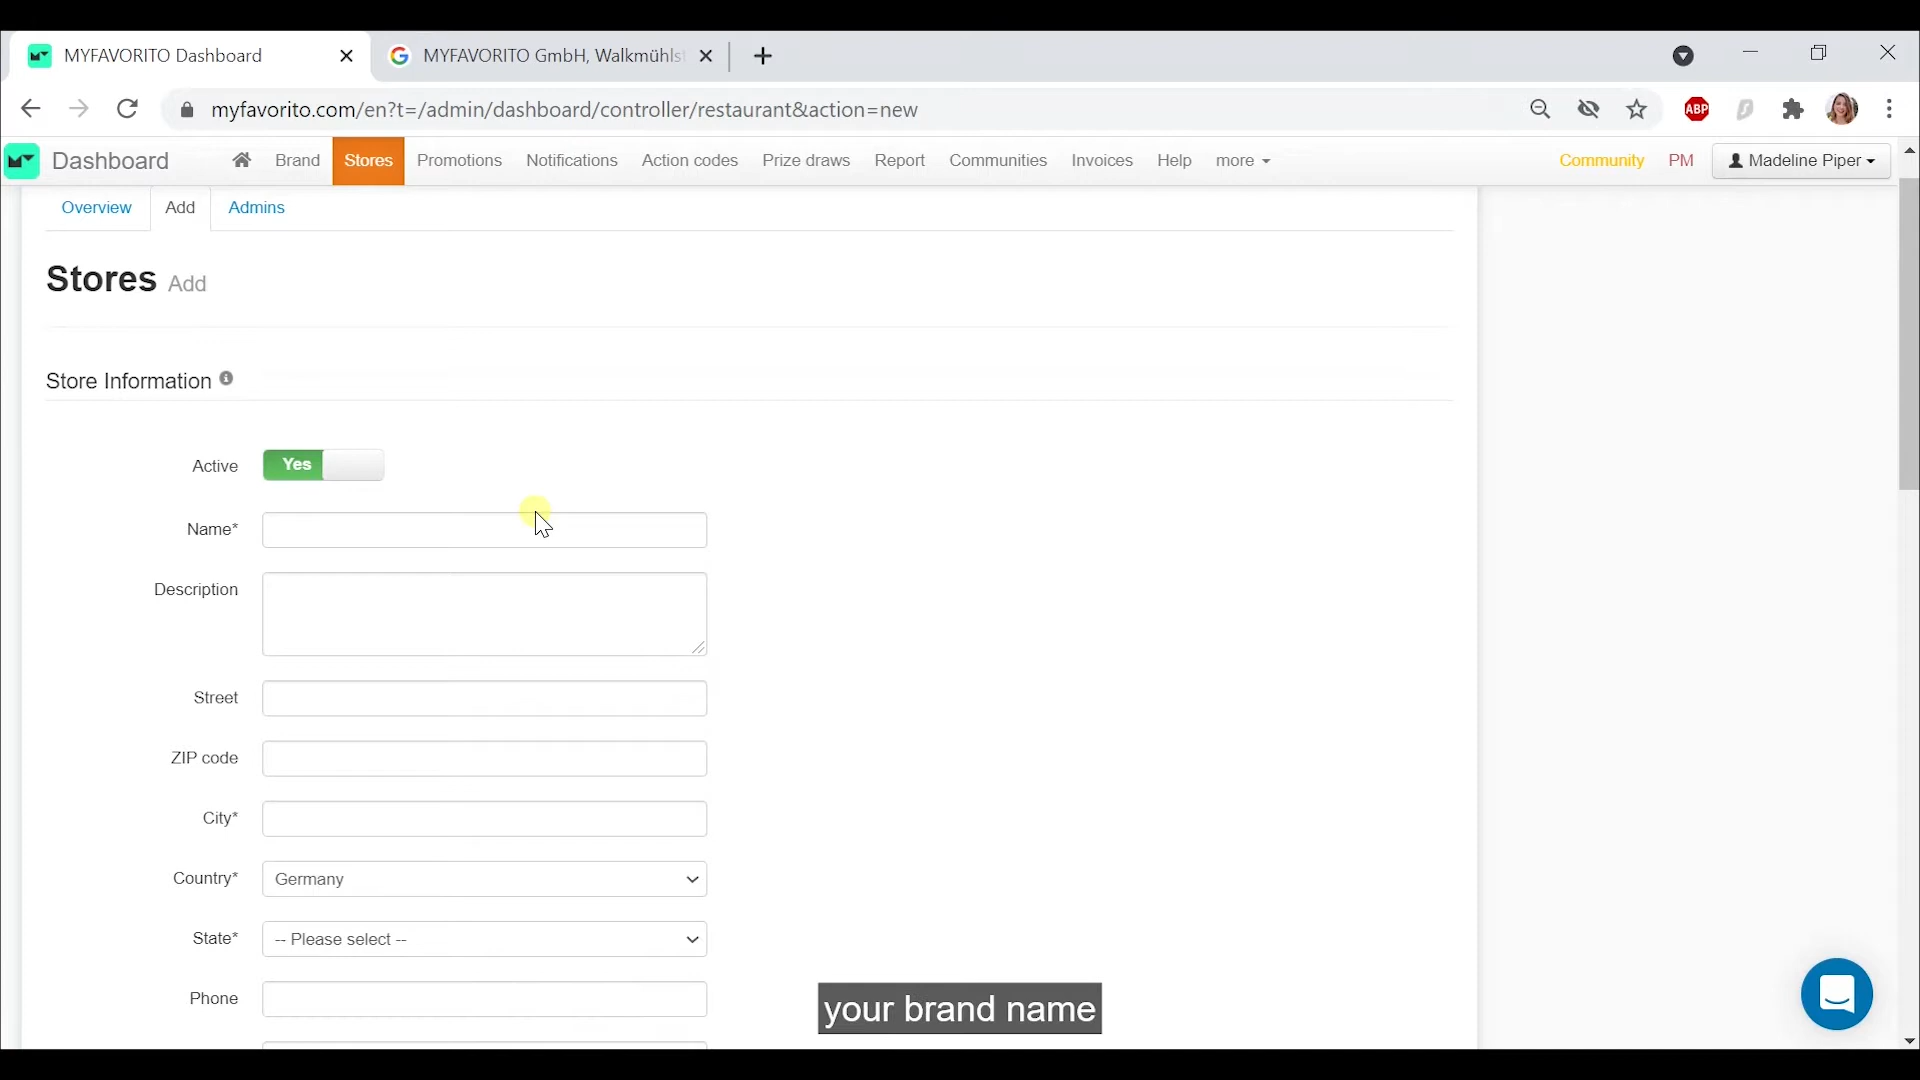 MYFAVORITO Dashboard
MYFAVORITO GmbH, Walkmühlst
myfavorito.com/en?t=/admin/dashboard/controller/restaurant&action=new
ABP
Dashboard Brand Stores Promotions Notifications Action codes Prize draws Report Communities Invoices Help more Community PM Madeline Piper
Overview Add Admins
Stores Add
Store Information
Active Yes
Name*
Description
Street
ZIP code
City*
Country* Germany
State* -- Please select --
Phone
your brand name